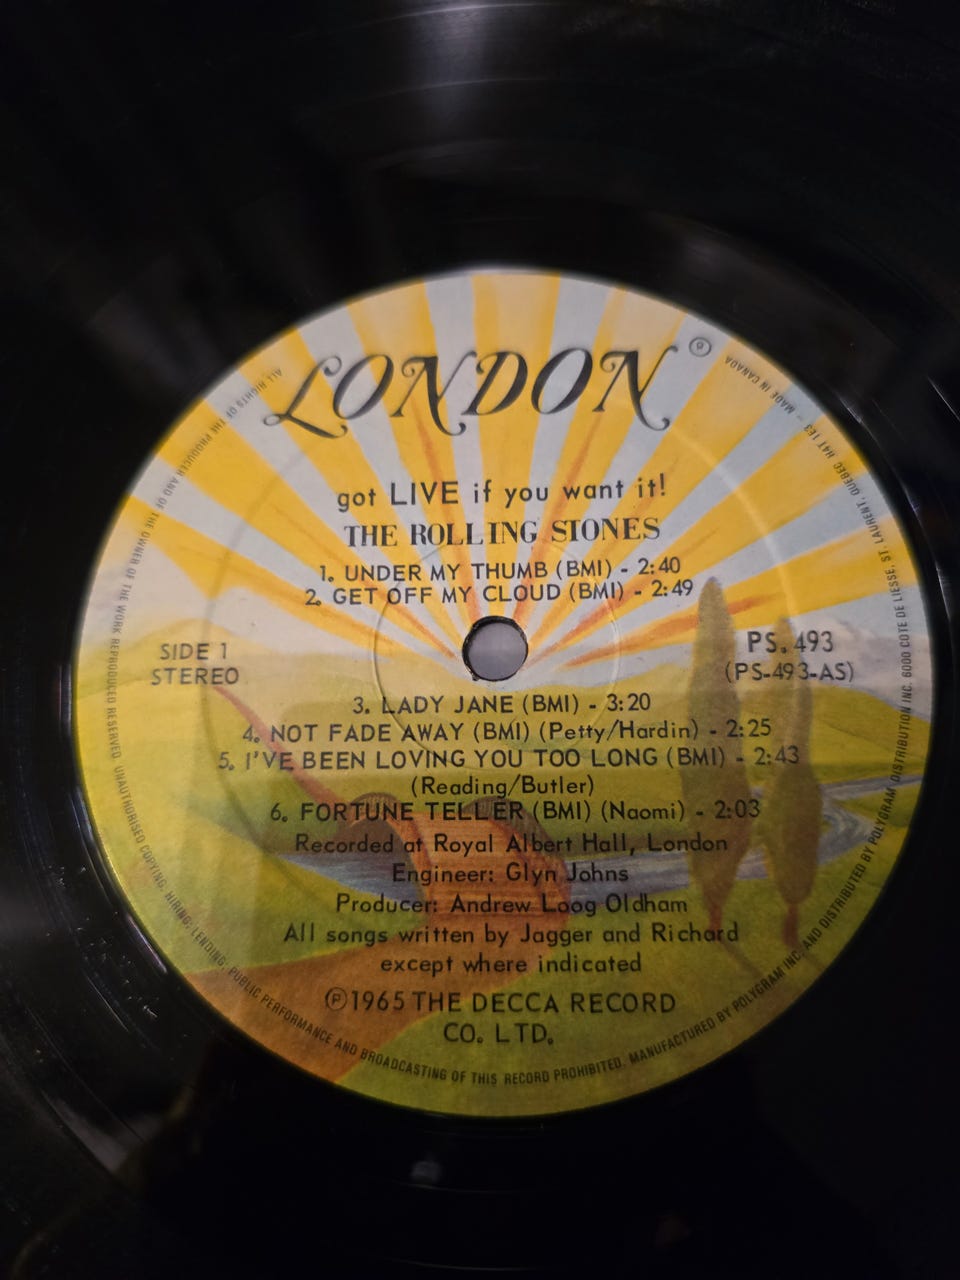 LONDON®
got LIVE if you want it!
THE ROLLING STONES
1. UNDER MY THUMB (BMI) - 2:40
2. GET OFF MY CLOUD (BMI) - 2:49
SIDE 1
STEREO
PS. 493
(PS-493-AS)
3. LADY JANE (BMI) - 3:20
4. NOT FADE AWAY (BMI) (Petty/Hardin) - 2:25
5. I'VE BEEN LOVING YOU TOO LONG (BMI) - 2:43
(Reading/Butler)
6. FORTUNE TELLER (BMI) (Naomi) - 2:03
Recorded at Royal Albert Hall, London
Engineer: Glyn Johns
Producer: Andrew Loog Oldham
All songs written by Jagger and Richard
except where indicated
℗1965 THE DECCA RECORD
CO. LTD.
ALL RIGHTS OF THE PRODUCER AND OF THE OWNER OF THE WORK REPRODUCED RESERVED. UNAUTHORISED COPYING, HIRING, LENDING, PUBLIC PERFORMANCE AND BROADCASTING OF THIS RECORD PROHIBITED. MANUFACTURED BY POLYGRAM INC. AND DISTRIBUTED BY POLYGRAM DISTRIBUTION INC. 6000 COTE DE LIESSE, ST LAURENT, QUEBEC H4T 1E3 - MADE IN CANADA